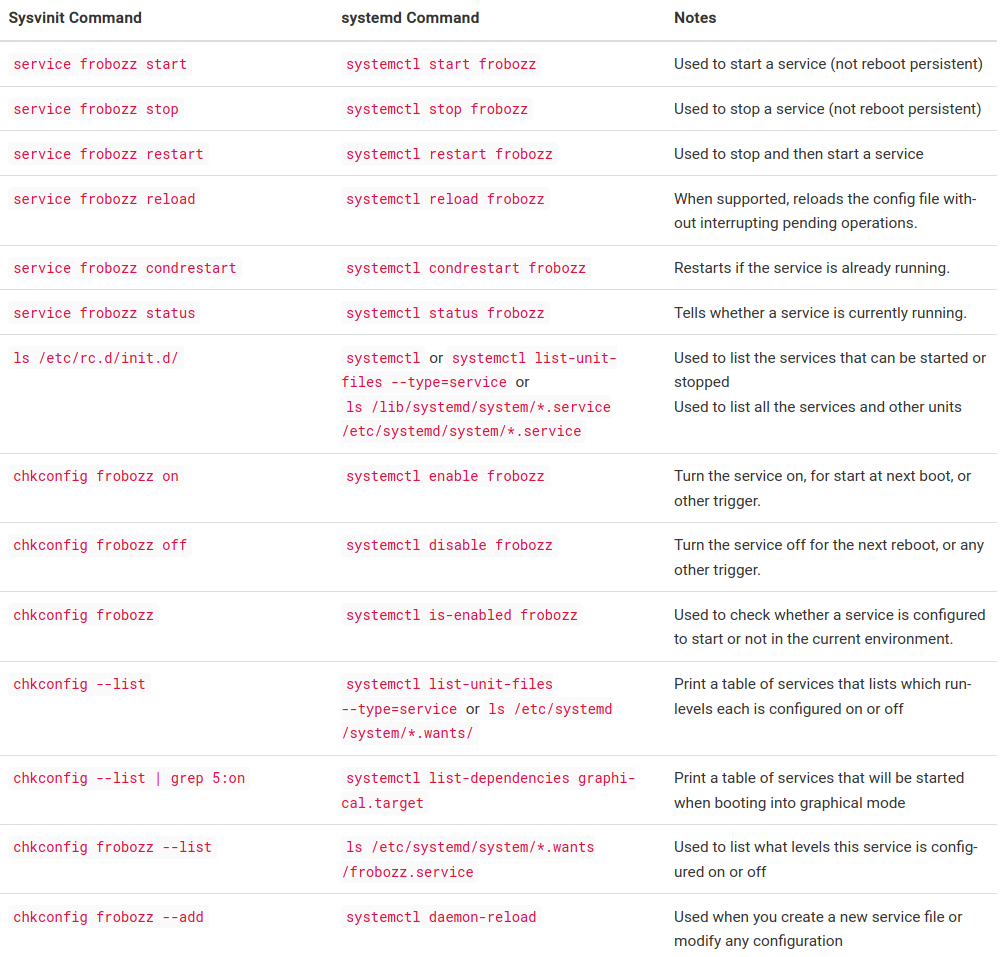 Sysvinit Command systemd Command Notes
service frobozz start systemctl start frobozz Used to start a service (not reboot persistent)
service frobozz stop systemctl stop frobozz Used to stop a service (not reboot persistent)
service frobozz restart systemctl restart frobozz Used to stop and then start a service
service frobozz reload systemctl reload frobozz When supported, reloads the config file with-
out interrupting pending operations.
service frobozz condrestart systemctl condrestart frobozz Restarts if the service is already running.
service frobozz status systemctl status frobozz Tells whether a service is currently running.
ls /etc/rc.d/init.d/ systemctl or systemctl list-unit- Used to list the services that can be started or
files --type=service or stopped
ls /lib/systemd/system/*.service Used to list all the services and other units
/etc/systemd/system/*.service
chkconfig frobozz on systemctl enable frobozz Turn the service on, for start at next boot, or
other trigger.
chkconfig frobozz off systemctl disable frobozz Turn the service off for the next reboot, or any
other trigger.
chkconfig frobozz systemctl is-enabled frobozz Used to check whether a service is configured
to start or not in the current environment.
chkconfig --list systemctl list-unit-files Print a table of services that lists which run-
--type=service or ls /etc/systemd levels each is configured on or off
/system/*.wants/
chkconfig --list | grep 5:on systemctl list-dependencies graphi- Print a table of services that will be started
cal.target when booting into graphical mode
chkconfig frobozz --list ls /etc/systemd/system/*.wants Used to list what levels this service is config-
/frobozz.service ured on or off
chkconfig frobozz --add systemctl daemon-reload Used when you create a new service file or
modify any configuration